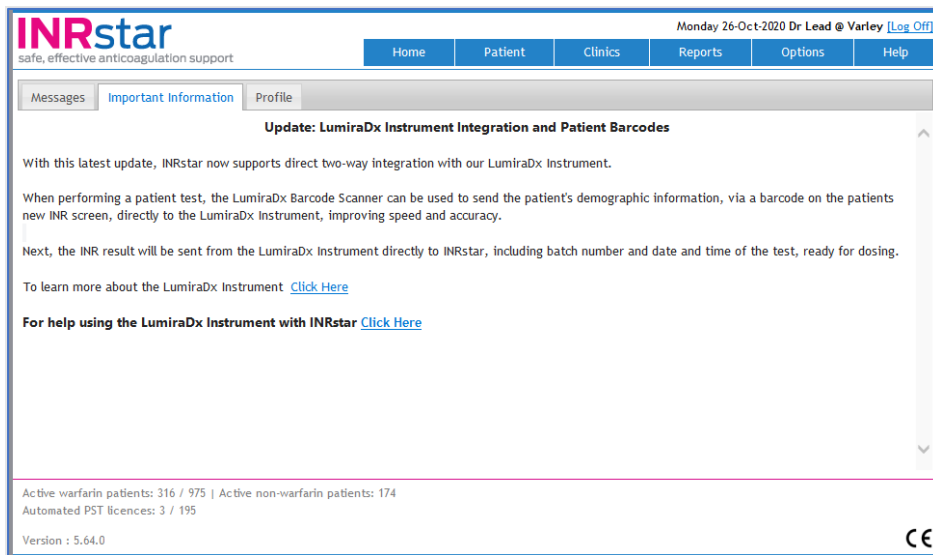 INRstar
safe, effective anticoagulation support
Monday 26-Oct-2020 Dr Lead @ Varley [Log Off]
Home Patient Clinics Reports Options Help
Messages Important Information Profile
Update: LumiraDx Instrument Integration and Patient Barcodes
With this latest update, INRstar now supports direct two-way integration with our LumiraDx Instrument.
When performing a patient test, the LumiraDx Barcode Scanner can be used to send the patient's demographic information, via a barcode on the patients
new INR screen, directly to the LumiraDx Instrument, improving speed and accuracy.
Next, the INR result will be sent from the LumiraDx Instrument directly to INRstar, including batch number and date and time of the test, ready for dosing.
To learn more about the LumiraDx Instrument Click Here
For help using the LumiraDx Instrument with INRstar Click Here
Active warfarin patients: 316 / 975 | Active non-warfarin patients: 174
Automated PST licences: 3 / 195
Version : 5.64.0
CE